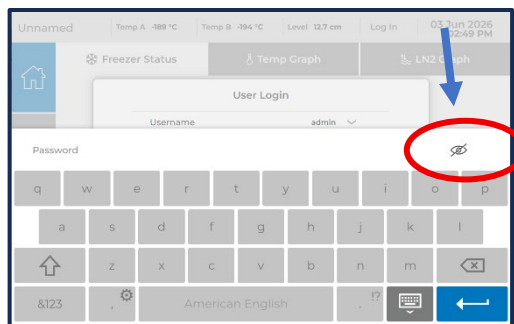 Unnamed Temp A -189 °C Temp B -194 °C Level 12.7 cm Log In 03 Jun 2026
02:49 PM
Freezer Status Temp Graph LN2 Graph
User Login
Username admin
Password
q w e r t y u i o p
a s d f g h j k l
z x c v b n m
&123 , American English . !?